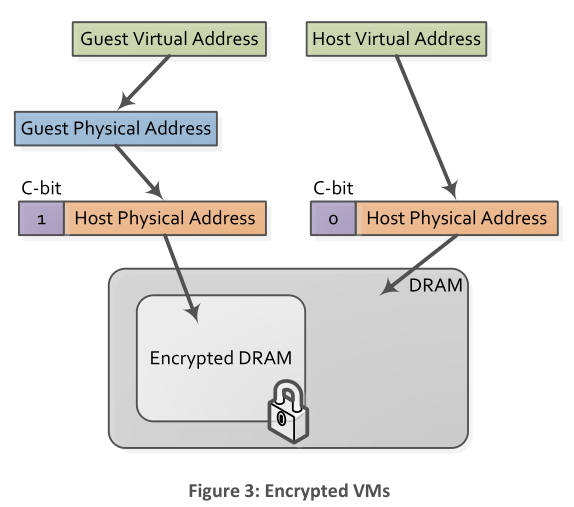 Guest Virtual Address
Host Virtual Address
Guest Physical Address
C-bit
1 Host Physical Address
C-bit
0 Host Physical Address
DRAM
Encrypted DRAM
0
Figure 3: Encrypted VMs